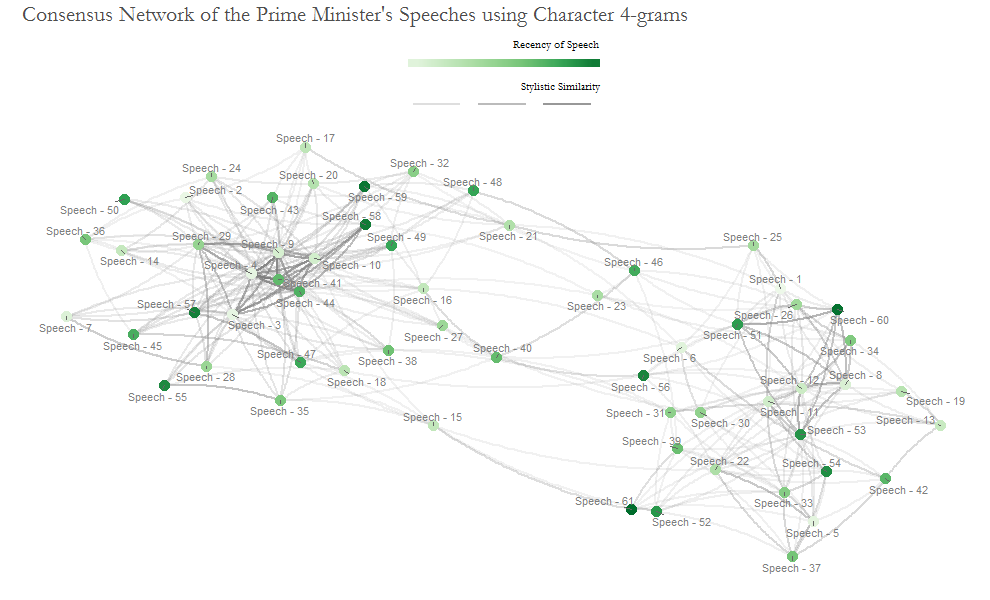 Consensus Network of the Prime Minister's Speeches using Character 4-grams
Recency of Speech
Stylistic Similarity
Speech - 17
Speech - 32
Speech - 24
Speech - 20
Speech - 48
Speech - 2
Speech - 59
Speech - 50
Speech - 43
Speech - 58
Speech - 36
Speech - 29
Speech - 9
Speech - 49
Speech - 21
Speech - 25
Speech - 14
Speech - 4
Speech - 10
Speech - 46
Speech - 41
Speech - 1
Speech - 57
Speech - 44
Speech - 16
Speech - 23
Speech - 7
Speech - 3
Speech - 26
Speech - 60
Speech - 45
Speech - 27
Speech - 51
Speech - 47
Speech - 38
Speech - 40
Speech - 6
Speech - 34
Speech - 28
Speech - 18
Speech - 56
Speech - 12
Speech - 8
Speech - 55
Speech - 35
Speech - 15
Speech - 31
Speech - 30
Speech - 11
Speech - 19
Speech - 13
Speech - 53
Speech - 39
Speech - 22
Speech - 54
Speech - 42
Speech - 61
Speech - 52
Speech - 33
Speech - 5
Speech - 37